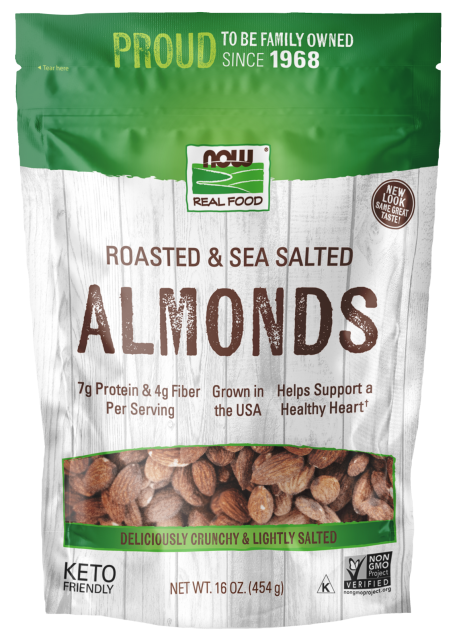 PROUD TO BE FAMILY OWNED
SINCE 1968
Tear here
NOW®
REAL FOOD
NEW
LOOK
SAME GREAT
TASTE!
ROASTED & SEA SALTED
ALMONDS
7g Protein & 4g Fiber
Per Serving
Grown in
the USA
Helps Support a
Healthy Heart†
DELICIOUSLY CRUNCHY & LIGHTLY SALTED
KETO
FRIENDLY
NET WT. 16 OZ. (454 g)
K
NON
GMO
Project
VERIFIED
nongmoproject.org